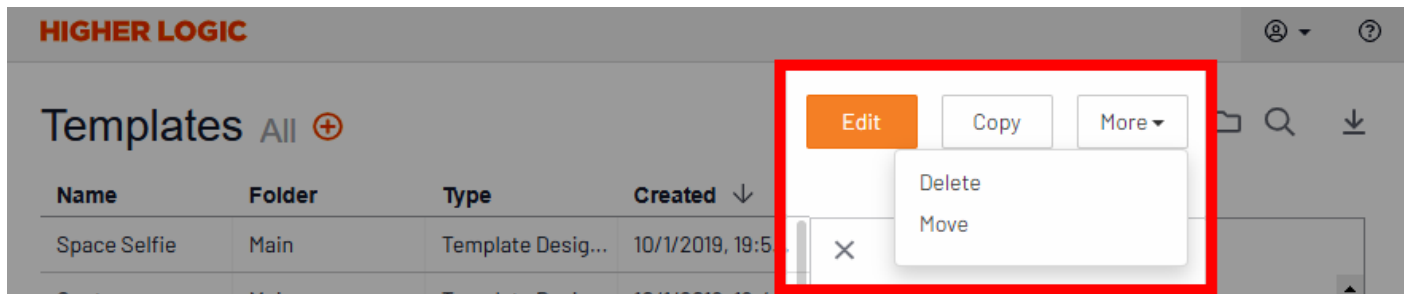 HIGHER LOGIC
Templates All
Edit Copy More
Delete
Move
Name Folder Type Created
Space Selfie Main Template Desig... 10/1/2019, 19:5